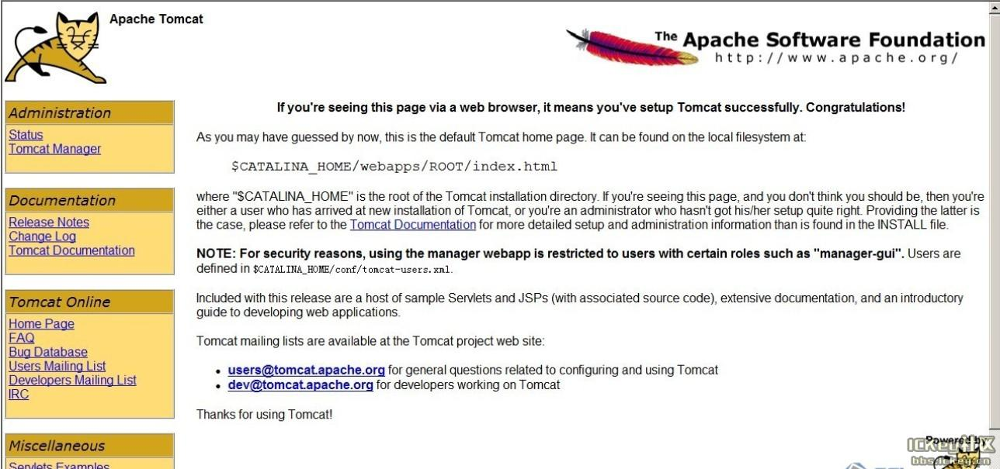 Apache Tomcat
The Apache Software Foundation
http://www.apache.org/
Administration
Status
Tomcat Manager
Documentation
Release Notes
Change Log
Tomcat Documentation
Tomcat Online
Home Page
FAQ
Bug Database
Users Mailing List
Developers Mailing List
IRC
Miscellaneous
Servlets Examples
If you're seeing this page via a web browser, it means you've setup Tomcat successfully. Congratulations!
As you may have guessed by now, this is the default Tomcat home page. It can be found on the local filesystem at:
$CATALINA_HOME/webapps/ROOT/index.html
where "$CATALINA_HOME" is the root of the Tomcat installation directory. If you're seeing this page, and you don't think you should be, then you're
either a user who has arrived at new installation of Tomcat, or you're an administrator who hasn't got his/her setup quite right. Providing the latter is
the case, please refer to the Tomcat Documentation for more detailed setup and administration information than is found in the INSTALL file.
NOTE: For security reasons, using the manager webapp is restricted to users with certain roles such as "manager-gui". Users are
defined in $CATALINA_HOME/conf/tomcat-users.xml.
Included with this release are a host of sample Servlets and JSPs (with associated source code), extensive documentation, and an introductory
guide to developing web applications.
Tomcat mailing lists are available at the Tomcat project web site:
• users@tomcat.apache.org for general questions related to configuring and using Tomcat
• dev@tomcat.apache.org for developers working on Tomcat
Thanks for using Tomcat!
Powered by
bbs.ickey.cn